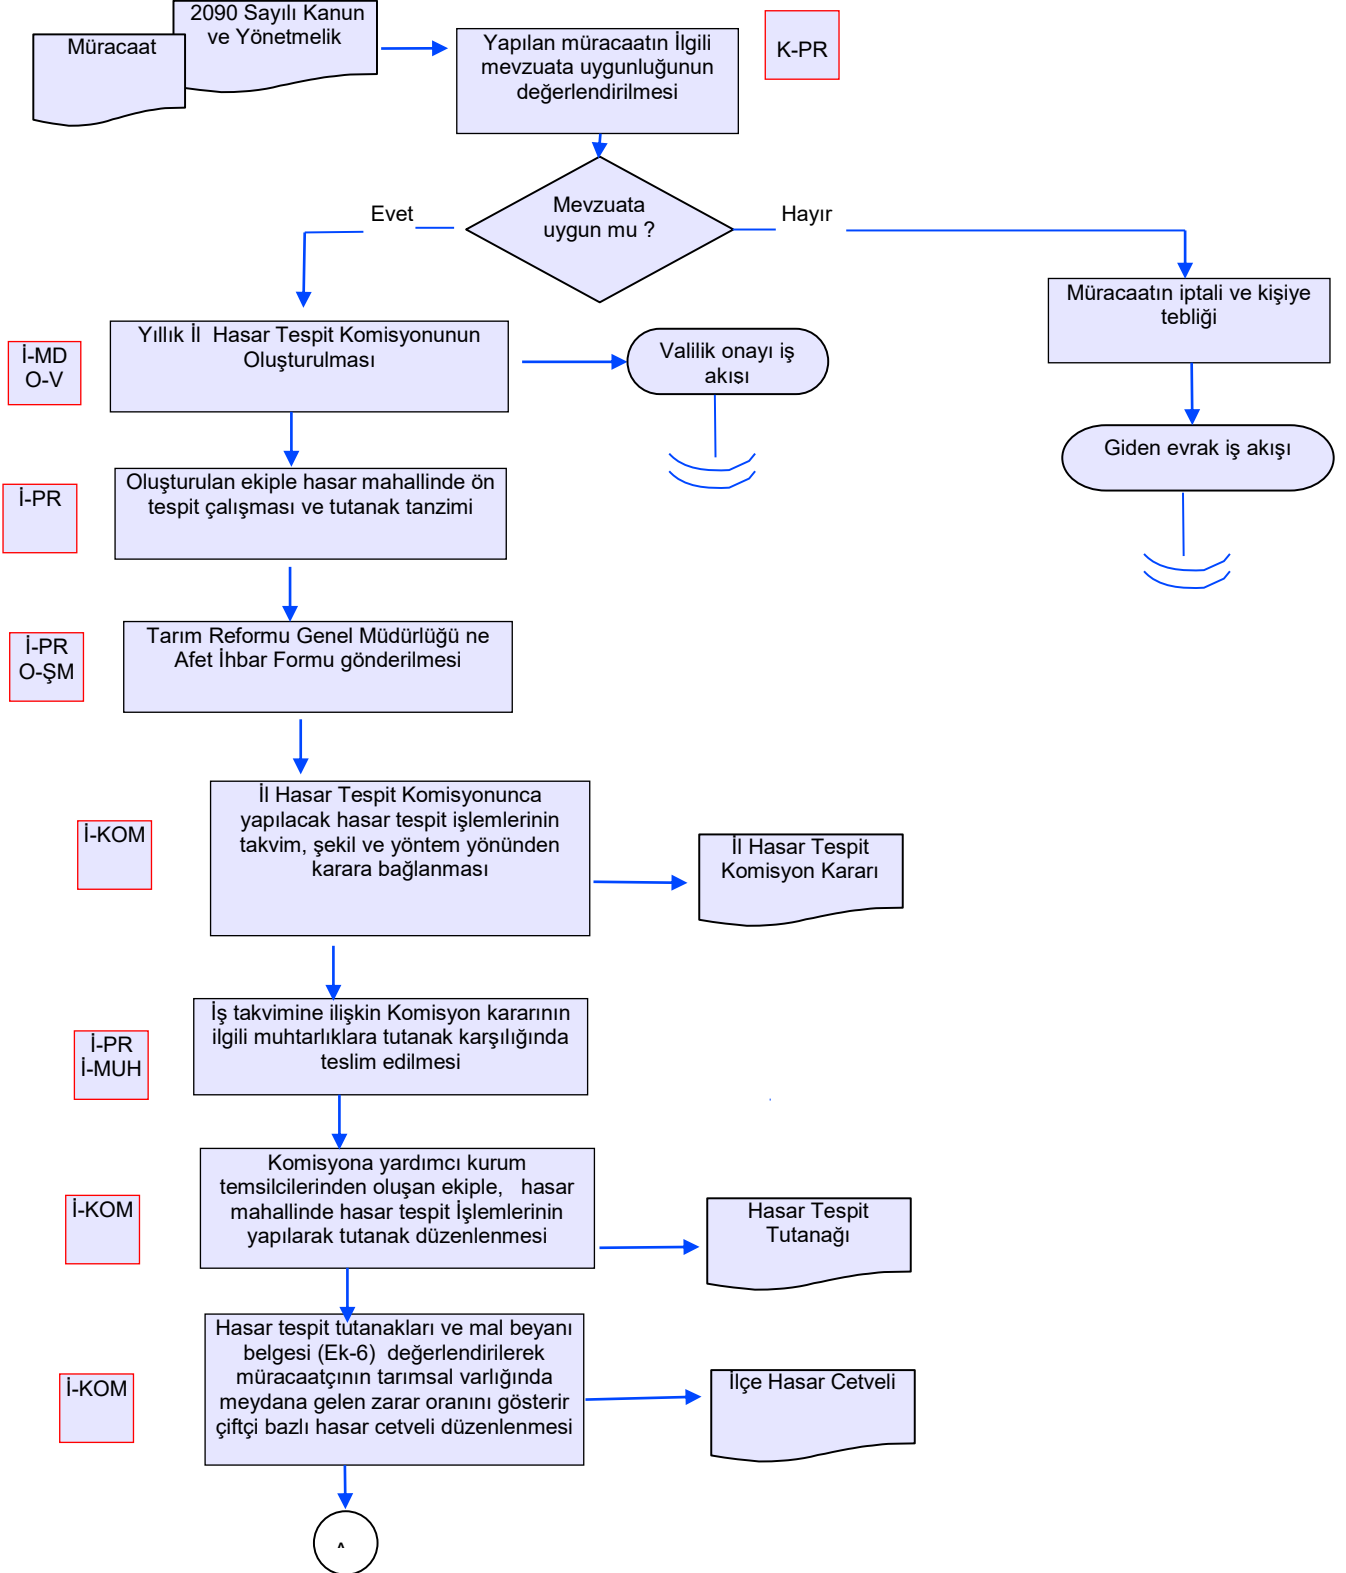 2090 Sayılı Kanun
ve Yönetmelik
Müracaat
Yapılan müracaatın İlgili
mevzuata uygunluğunun
değerlendirilmesi
K-PR
Mevzuata
uygun mu ?
Evet
Hayır
Müracaatın iptali ve kişiye
tebliği
Yıllık İl  Hasar Tespit Komisyonunun
Oluşturulması
İ-MD
O-V
Valilik onayı iş
akışı
Giden evrak iş akışı
Oluşturulan ekiple hasar mahallinde ön
tespit çalışması ve tutanak tanzimi
İ-PR
Tarım Reformu Genel Müdürlüğü ne
Afet İhbar Formu gönderilmesi
İ-PR
O-ŞM
İl Hasar Tespit Komisyonunca
yapılacak hasar tespit işlemlerinin
takvim, şekil ve yöntem yönünden
karara bağlanması
İ-KOM
İl Hasar Tespit
Komisyon Kararı
İş takvimine ilişkin Komisyon kararının
ilgili muhtarlıklara tutanak karşılığında
teslim edilmesi
İ-PR
İ-MUH
Komisyona yardımcı kurum
temsilcilerinden oluşan ekiple,   hasar
mahallinde hasar tespit İşlemlerinin
yapılarak tutanak düzenlenmesi
İ-KOM
Hasar Tespit
Tutanağı
Hasar tespit tutanakları ve mal beyanı
belgesi (Ek-6)  değerlendirilerek
müracaatçının tarımsal varlığında
meydana gelen zarar oranını gösterir
çiftçi bazlı hasar cetveli düzenlenmesi
İ-KOM
İlçe Hasar Cetveli